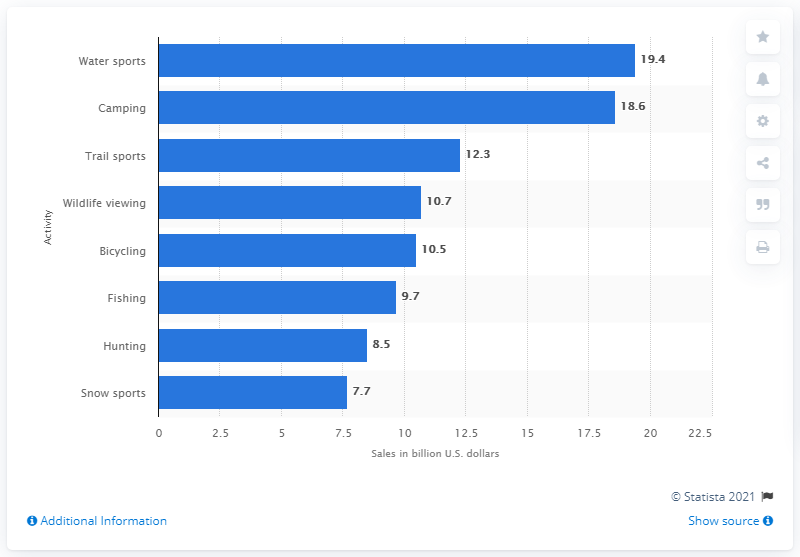 Water sports 19.4
Camping 18.6
Trail sports 12.3
Wildlife viewing 10.7
Bicycling 10.5
Fishing 9.7
Hunting 8.5
Snow sports 7.7
Activity
0 2.5 5 7.5 10 12.5 15 17.5 20 22.5
Sales in billion U.S. dollars
© Statista 2021
Additional Information
Show source